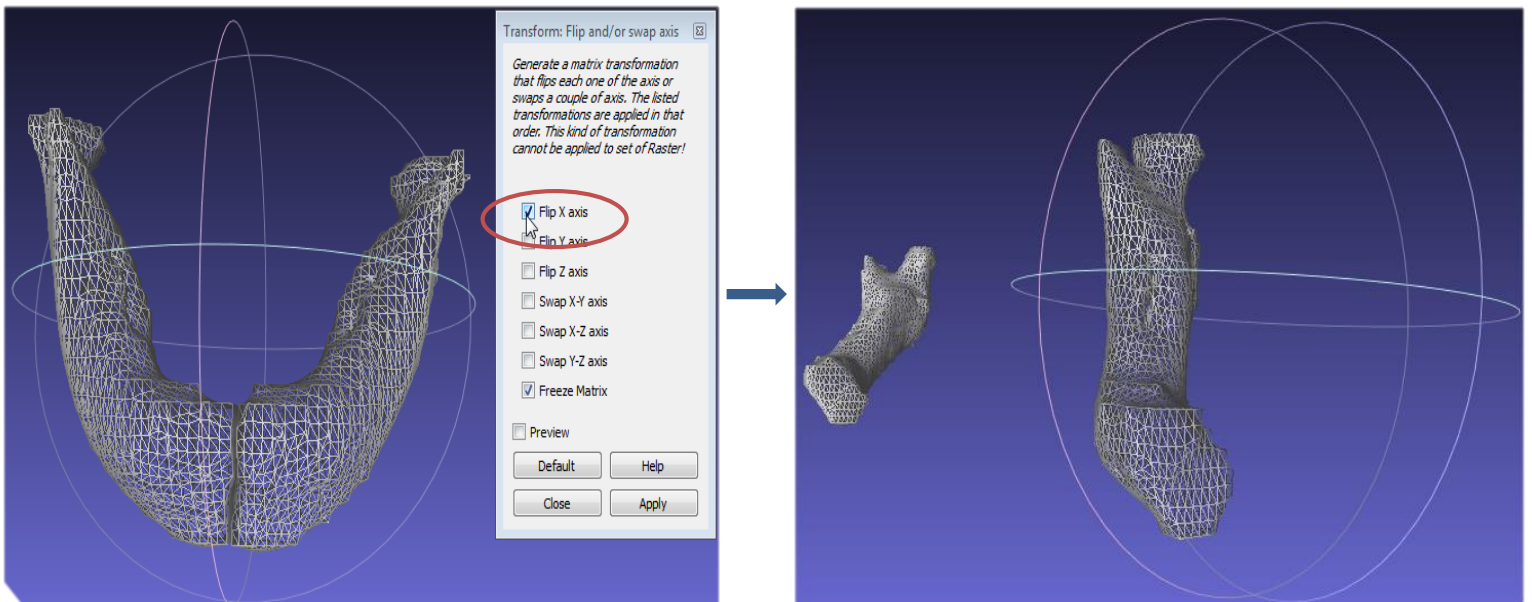 Transform: Flip and/or swap axis
Generate a matrix transformation
that flips each one of the axis or
swaps a couple of axis. The listed
transformations are applied in that
order. This kind of transformation
cannot be applied to set of Raster!
Flip X axis
Flip Y axis
Flip Z axis
Swap X-Y axis
Swap X-Z axis
Swap Y-Z axis
Freeze Matrix
Preview
Default Help
Close Apply